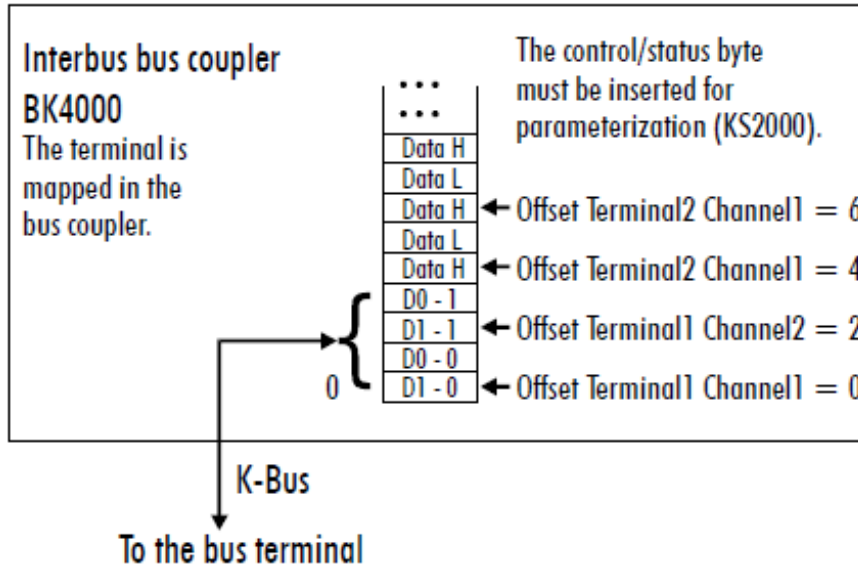 Interbus bus coupler
BK4000
The terminal is
mapped in the
bus coupler.
The control/status byte
must be inserted for
parameterization (KS2000).
...
...
Data H
Data L
Data H
Offset Terminal2 Channel1 = 6
Data L
Data H
Offset Terminal2 Channel1 = 4
D0 - 1
D1 - 1
Offset Terminal1 Channel2 = 2
D0 - 0
0
D1 - 0
Offset Terminal1 Channel1 = 0
K-Bus
To the bus terminal